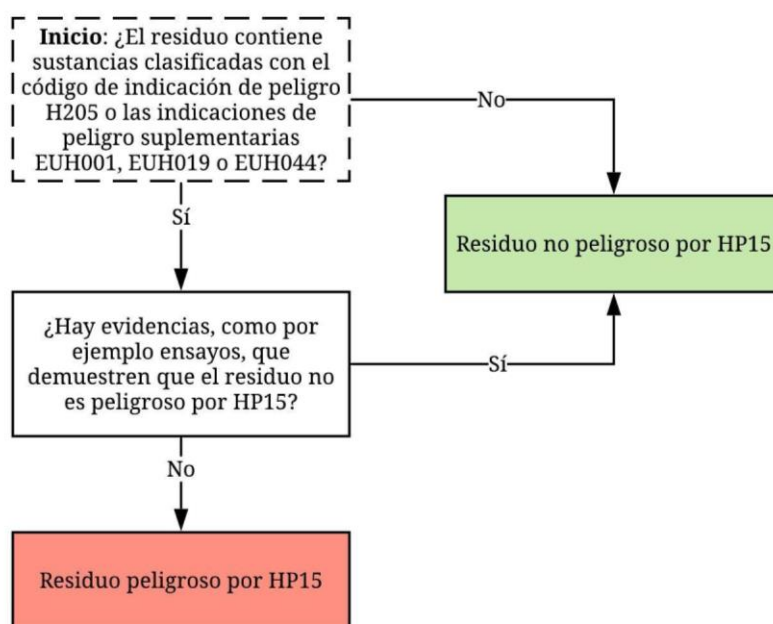 Inicio: ¿El residuo contiene
sustancias clasificadas con el
código de indicación de peligro
H205 o las indicaciones de
peligro suplementarias
EUH001, EUH019 o EUH044?
No
Sí
Residuo no peligroso por HP15
¿Hay evidencias, como por
ejemplo ensayos, que
demuestren que el residuo no
es peligroso por HP15?
Sí
No
Residuo peligroso por HP15